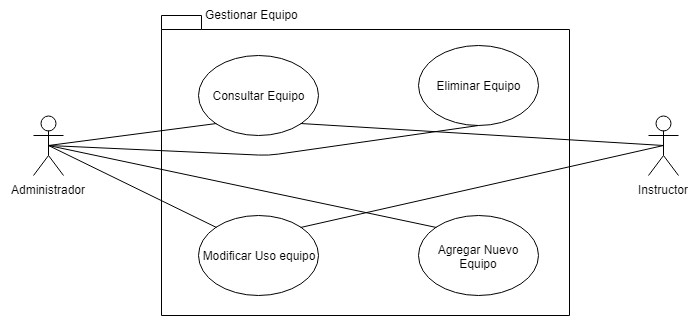 Gestionar Equipo
Eliminar Equipo
Consultar Equipo
Administrador
Instructor
Modificar Uso equipo
Agregar Nuevo
Equipo